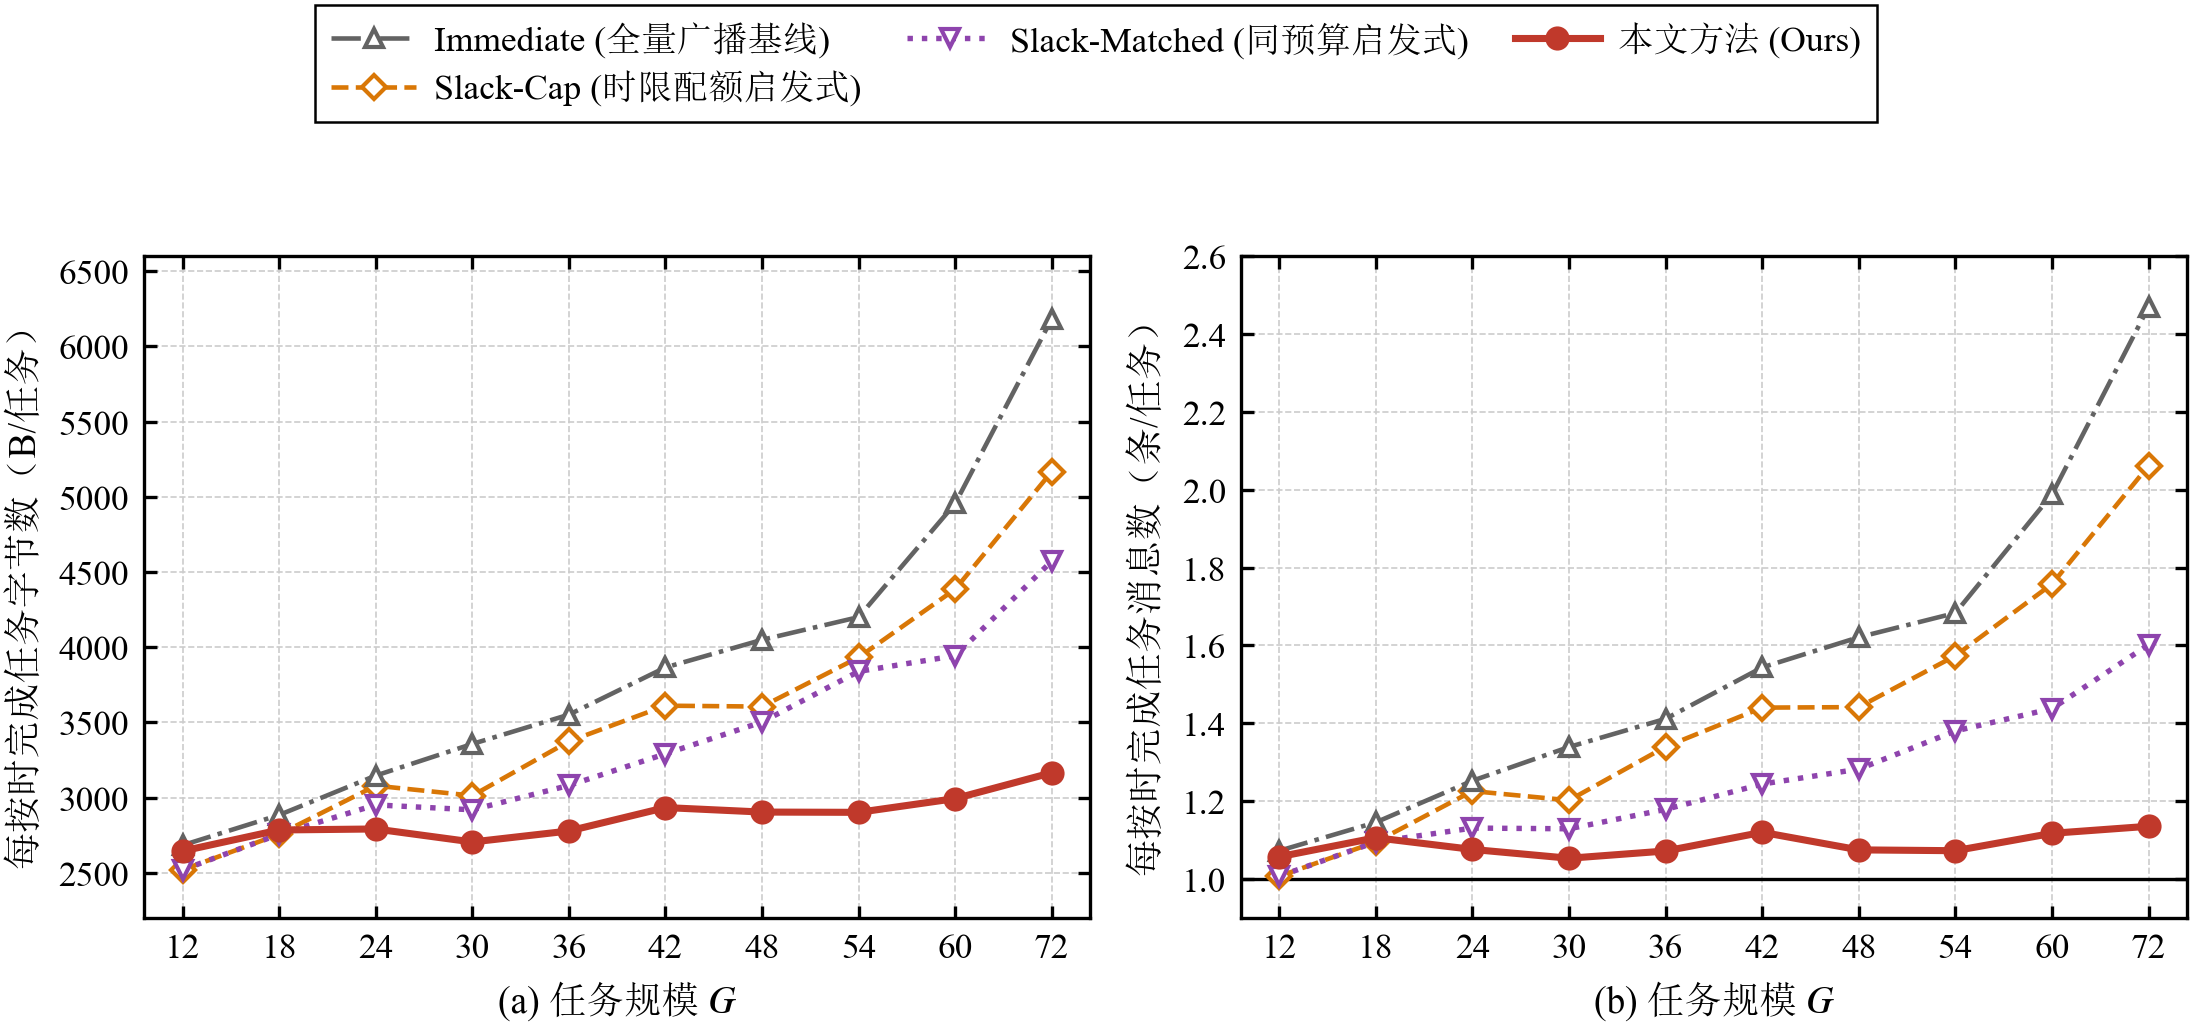 Immediate (全量广播基线)
Slack-Matched (同预算启发式)
本文方法 (Ours)
Slack-Cap (时限配额启发式)
每按时完成任务字节数（B/任务）
6500
6000
5500
5000
4500
4000
3500
3000
2500
12 18 24 30 36 42 48 54 60 72
(a) 任务规模 G
每按时完成任务消息数（条/任务）
2.6
2.4
2.2
2.0
1.8
1.6
1.4
1.2
1.0
12 18 24 30 36 42 48 54 60 72
(b) 任务规模 G